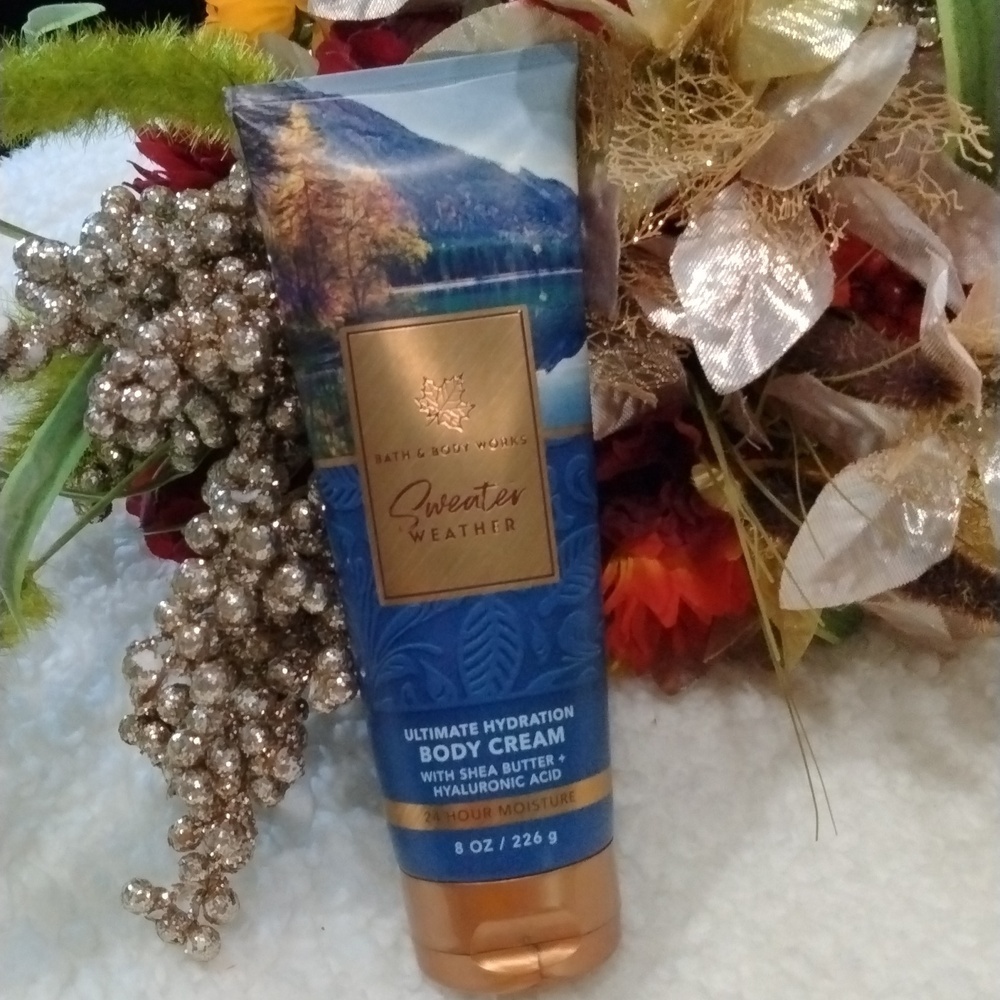 BATH & BODY WORKS
Sweater
WEATHER
ULTIMATE HYDRATION
BODY CREAM
WITH SHEA BUTTER +
HYALURONIC ACID
24 HOUR MOISTURE
8 OZ / 226 g